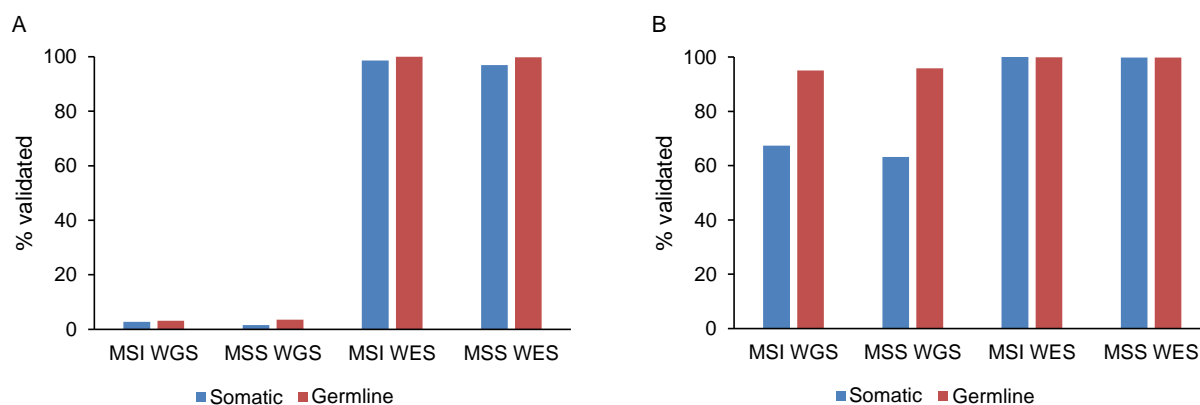 A
% validated
100
80
60
40
20
0
MSI WGS MSS WGS MSI WES MSS WES
Somatic Germline
B
% validated
100
80
60
40
20
0
MSI WGS MSS WGS MSI WES MSS WES
Somatic Germline